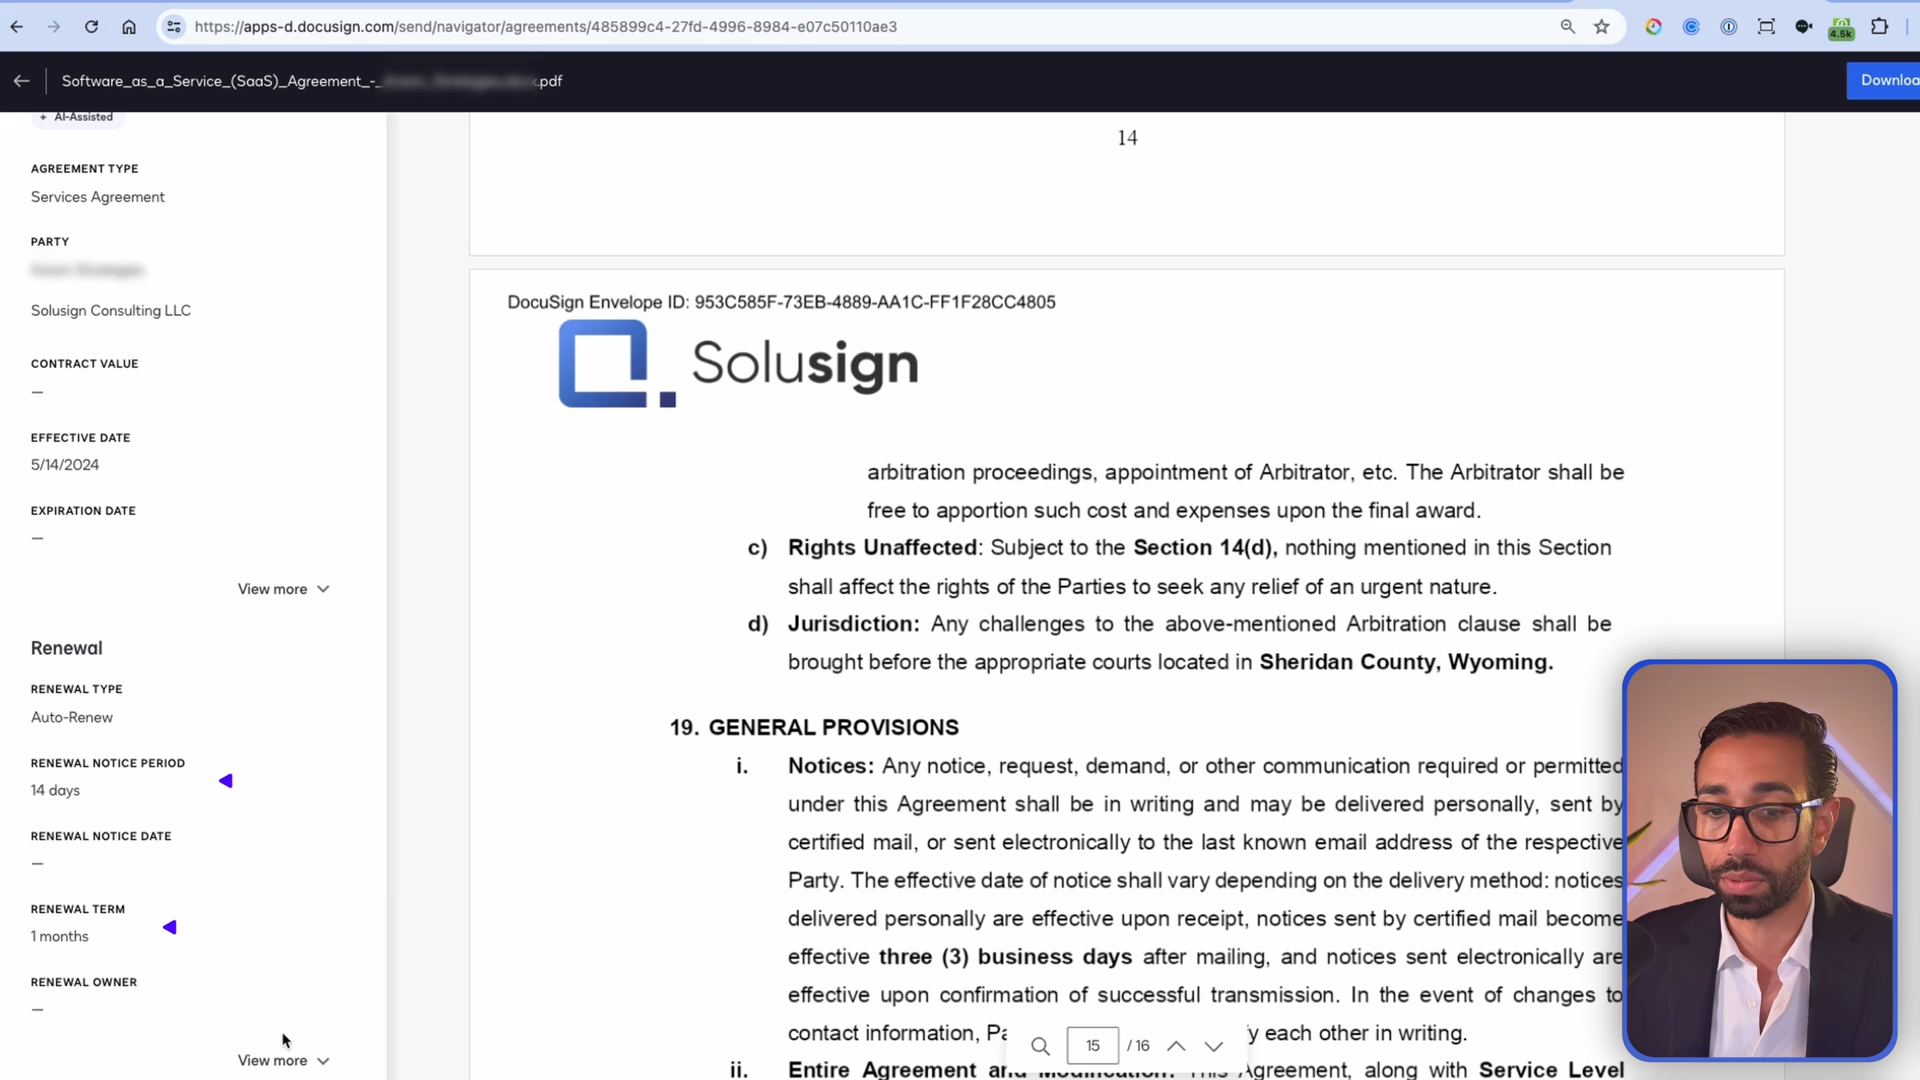 https://apps-d.docusign.com/send/navigator/agreements/485899c4-27fd-4996-8984-e07c50110ae3
4.5k
Software_as_a_Service_(SaaS)_Agreement_-_ .pdf
Downloa
+ AI-Assisted
AGREEMENT TYPE
Services Agreement
PARTY
Solusign Consulting LLC
CONTRACT VALUE
—
EFFECTIVE DATE
5/14/2024
EXPIRATION DATE
—
View more
Renewal
RENEWAL TYPE
Auto-Renew
RENEWAL NOTICE PERIOD
14 days
RENEWAL NOTICE DATE
—
RENEWAL TERM
1 months
RENEWAL OWNER
—
View more
14
DocuSign Envelope ID: 953C585F-73EB-4889-AA1C-FF1F28CC4805
Solusign
arbitration proceedings, appointment of Arbitrator, etc. The Arbitrator shall be
free to apportion such cost and expenses upon the final award.
c) Rights Unaffected: Subject to the Section 14(d), nothing mentioned in this Section
shall affect the rights of the Parties to seek any relief of an urgent nature.
d) Jurisdiction: Any challenges to the above-mentioned Arbitration clause shall be
brought before the appropriate courts located in Sheridan County, Wyoming.
19. GENERAL PROVISIONS
i. Notices: Any notice, request, demand, or other communication required or permitted
under this Agreement shall be in writing and may be delivered personally, sent by
certified mail, or sent electronically to the last known email address of the respective
Party. The effective date of notice shall vary depending on the delivery method: notices
delivered personally are effective upon receipt, notices sent by certified mail become
effective three (3) business days after mailing, and notices sent electronically are
effective upon confirmation of successful transmission. In the event of changes to
contact information, Pa y each other in writing.
ii. Entire Agreement and Modification: This Agreement, along with Service Level
15 / 16